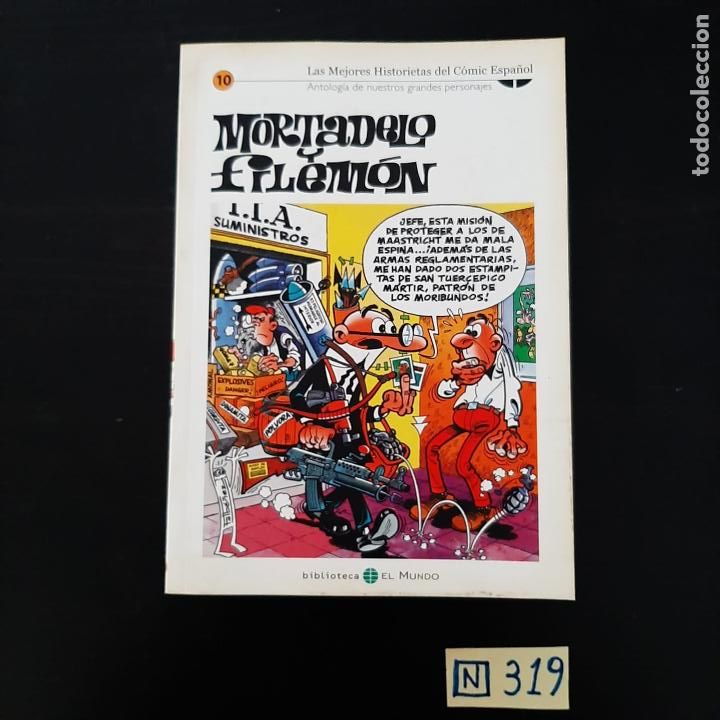 10
Las Mejores Historietas del Cómic Español
Antología de nuestros grandes personajes
MORTADELO
Y
FILEMÓN
T.I.A.
SUMINISTROS
JEFE, ESTA MISIÓN
DE PROTEGER A LOS DE
MAASTRICHT ME DA MALA
ESPINA... ¡ADEMÁS DE LAS
ARMAS REGLAMENTARIAS,
ME HAN DADO DOS ESTAMPI-
TAS DE SAN TUERCEPICO
MÁRTIR, PATRÓN DE
LOS MORIBUNDOS!
EXPLOSIVES
DANGER
¡PELIGRO!
DINAMITA
PÓLVORA
biblioteca EL MUNDO
N 319
todocoleccion